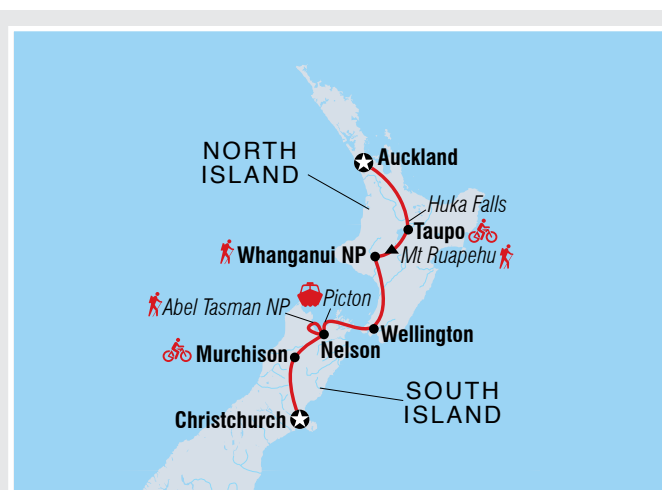 NORTH
ISLAND
Auckland
Huka Falls
Taupo
Whanganui NP
Mt Ruapehu
Abel Tasman NP
Picton
Wellington
Nelson
Murchison
SOUTH
ISLAND
Christchurch